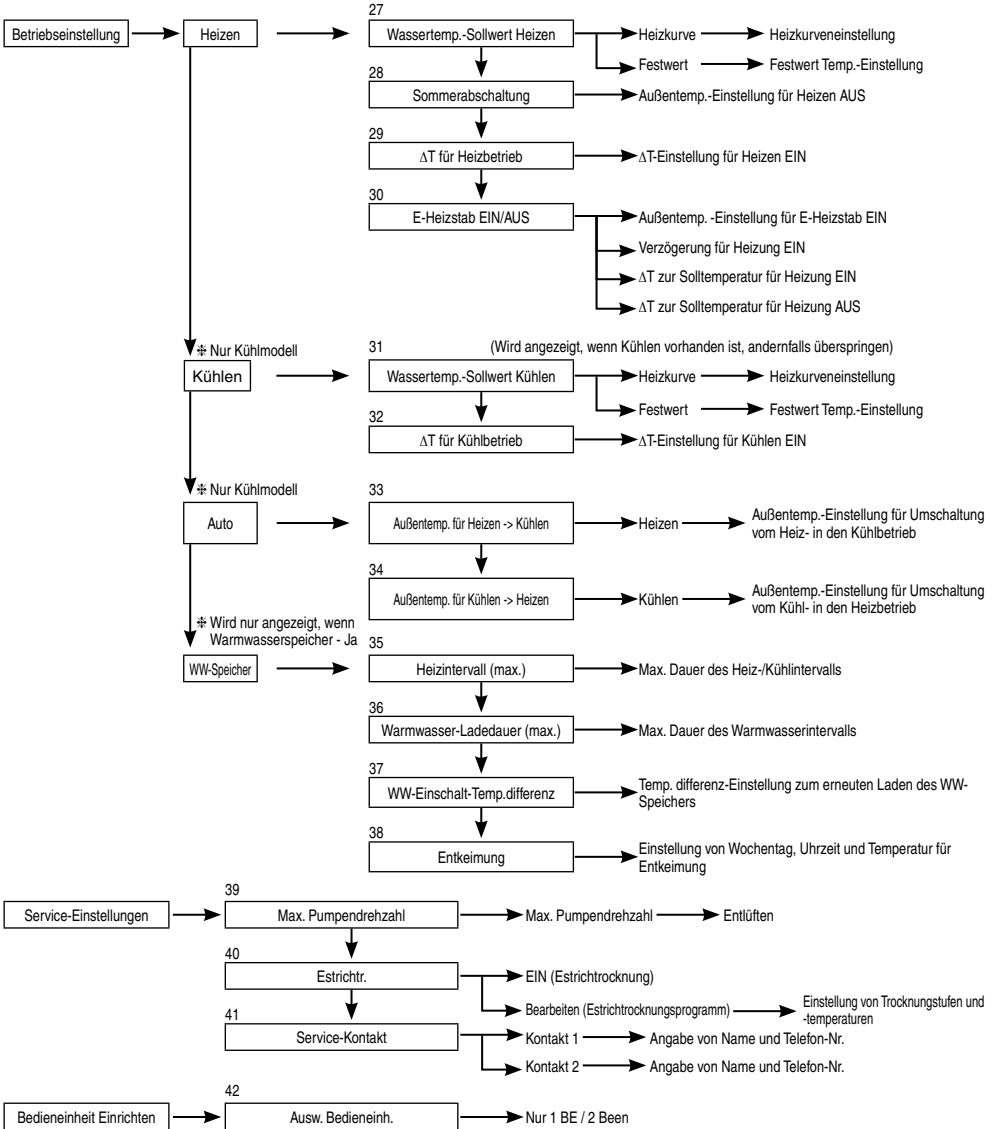 27
Betriebseinstellung
Heizen
Wassertemp.-Sollwert Heizen
Heizkurve
Heizkurveneinstellung
Festwert
Festwert Temp.-Einstellung
28
Sommerabschaltung
Außentemp.-Einstellung für Heizen AUS
29
ΔT für Heizbetrieb
ΔT-Einstellung für Heizen EIN
30
E-Heizstab EIN/AUS
Außentemp. -Einstellung für E-Heizstab EIN
Verzögerung für Heizung EIN
ΔT zur Solltemperatur für Heizung EIN
ΔT zur Solltemperatur für Heizung AUS
❉ Nur Kühlmodell
31
(Wird angezeigt, wenn Kühlen vorhanden ist, andernfalls überspringen)
Kühlen
Wassertemp.-Sollwert Kühlen
Heizkurve
Heizkurveneinstellung
Festwert
Festwert Temp.-Einstellung
32
ΔT für Kühlbetrieb
ΔT-Einstellung für Kühlen EIN
❉ Nur Kühlmodell
33
Auto
Außentemp. für Heizen -> Kühlen
Heizen
Außentemp.-Einstellung für Umschaltung
vom Heiz- in den Kühlbetrieb
34
Außentemp. für Kühlen -> Heizen
Kühlen
Außentemp.-Einstellung für Umschaltung
vom Kühl- in den Heizbetrieb
❉ Wird nur angezeigt, wenn
Warmwasserspeicher - Ja
35
WW-Speicher
Heizintervall (max.)
Max. Dauer des Heiz-/Kühlintervalls
36
Warmwasser-Ladedauer (max.)
Max. Dauer des Warmwasserintervalls
37
WW-Einschalt-Temp.differenz
Temp. differenz-Einstellung zum erneuten Laden des WW-
Speichers
38
Entkeimung
Einstellung von Wochentag, Uhrzeit und Temperatur für
Entkeimung
39
Service-Einstellungen
Max. Pumpendrehzahl
Max. Pumpendrehzahl
Entlüften
40
Estrichtr.
EIN (Estrichtrocknung)
Bearbeiten (Estrichtrocknungsprogramm)
Einstellung von Trocknungstufen und
-temperaturen
41
Service-Kontakt
Kontakt 1
Angabe von Name und Telefon-Nr.
Kontakt 2
Angabe von Name und Telefon-Nr.
42
Bedieneinheit Einrichten
Ausw. Bedieneinh.
Nur 1 BE / 2 Been